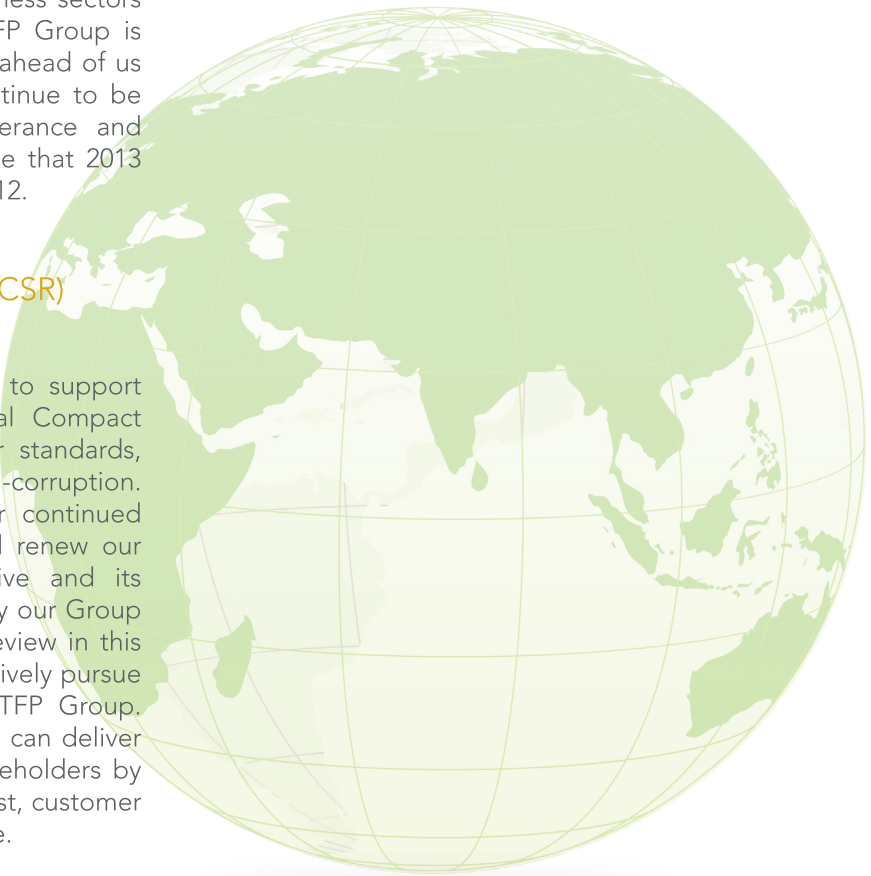 ness sectors
FP Group is
ahead of us
tinue to be
erance and
e that 2013
12.
CSR)
to support
al Compact
r standards,
-corruption.
r continued
renew our
ive and its
y our Group
eview in this
ively pursue
TFP Group.
can deliver
eholders by
st, customer
e.